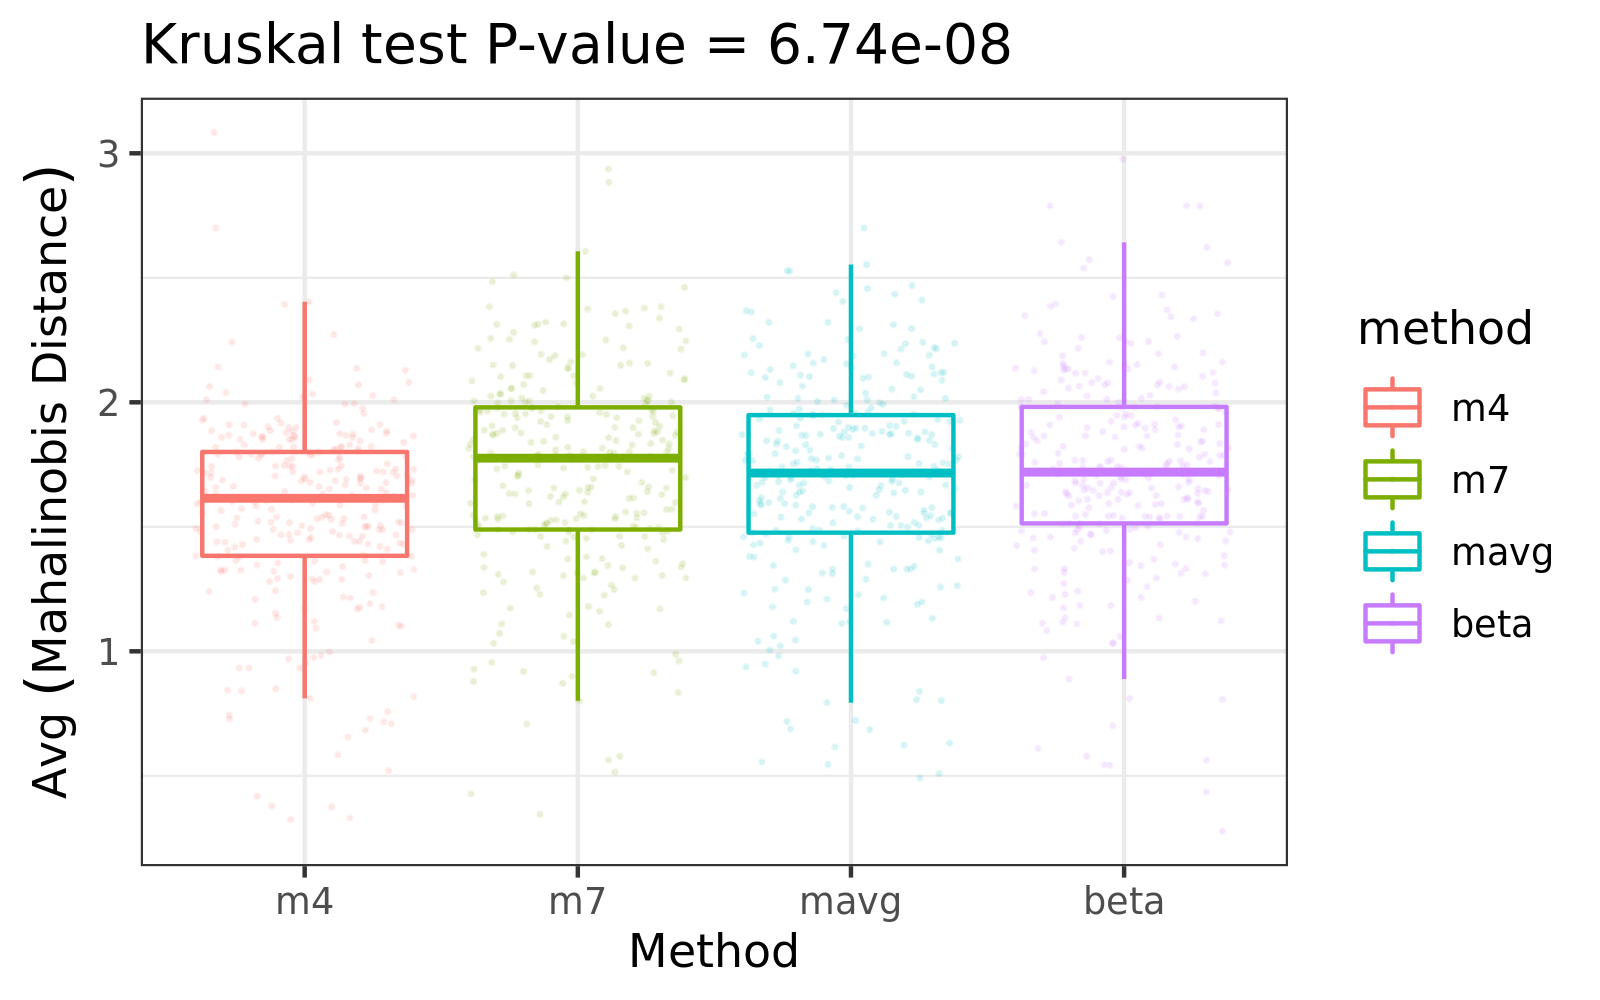 Kruskal test P-value = 6.74e-08
Avg (Mahalinobis Distance)
3
2
1
m4
m7
mavg
beta
Method
method
m4
m7
mavg
beta